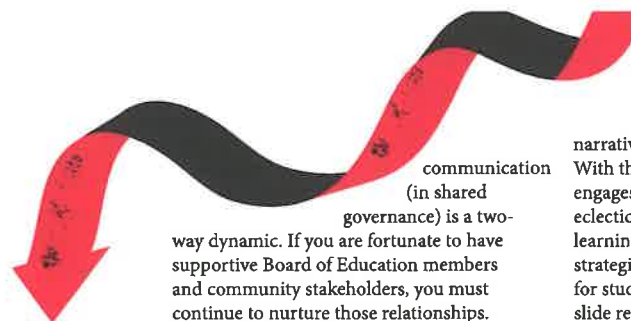 communication
(in shared
governance) is a two-
way dynamic. If you are fortunate to have
supportive Board of Education members
and community stakeholders, you must
continue to nurture those relationships.
narrativ
With th
engages
eclectic
learnin
strategi
for stud
slide re